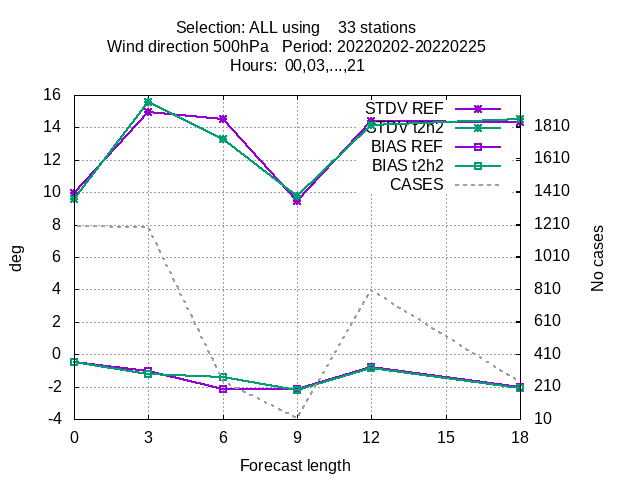 Selection: ALL using    33 stations
Wind direction 500hPa   Period: 20220202-20220225
Hours:  00,03,...,21
STDV REF
STDV t2h2
BIAS REF
BIAS t2h2
CASES
16
14
12
10
8
6
4
2
0
-2
-4
deg
1810
1610
1410
1210
1010
810
610
410
210
10
No cases
0 3 6 9 12 15 18
Forecast length